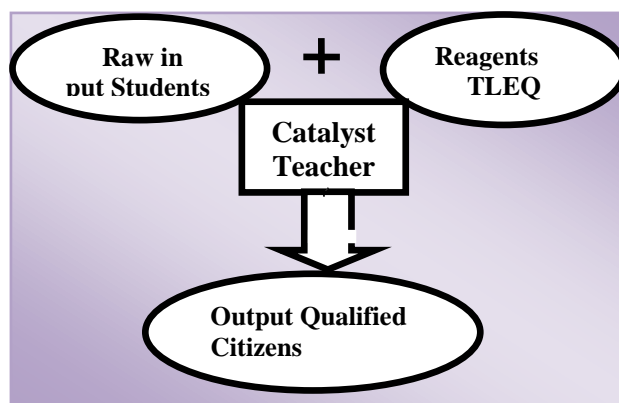 Raw in
put Students
+
Reagents
TLEQ
Catalyst
Teacher
Output Qualified
Citizens